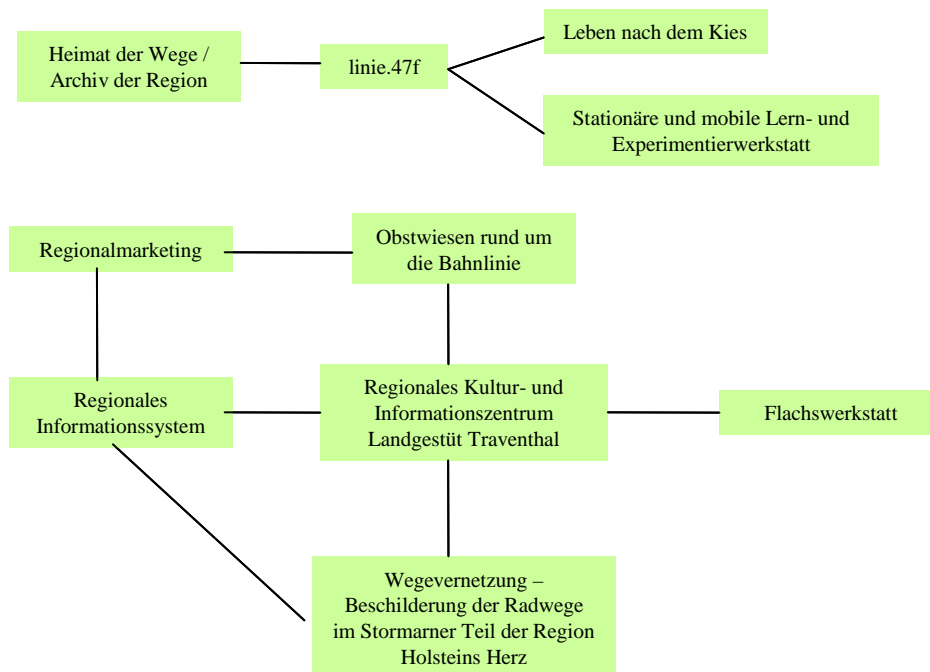 Heimat der Wege /
Archiv der Region
linie.47f
Leben nach dem Kies
Stationäre und mobile Lern- und
Experimentierwerkstatt
Regionalmarketing
Obstwiesen rund um
die Bahnlinie
Regionales
Informationssystem
Regionales Kultur- und
Informationszentrum
Landgestüt Traventhal
Flachswerkstatt
Wegevernetzung –
Beschilderung der Radwege
im Stormarner Teil der Region
Holsteins Herz